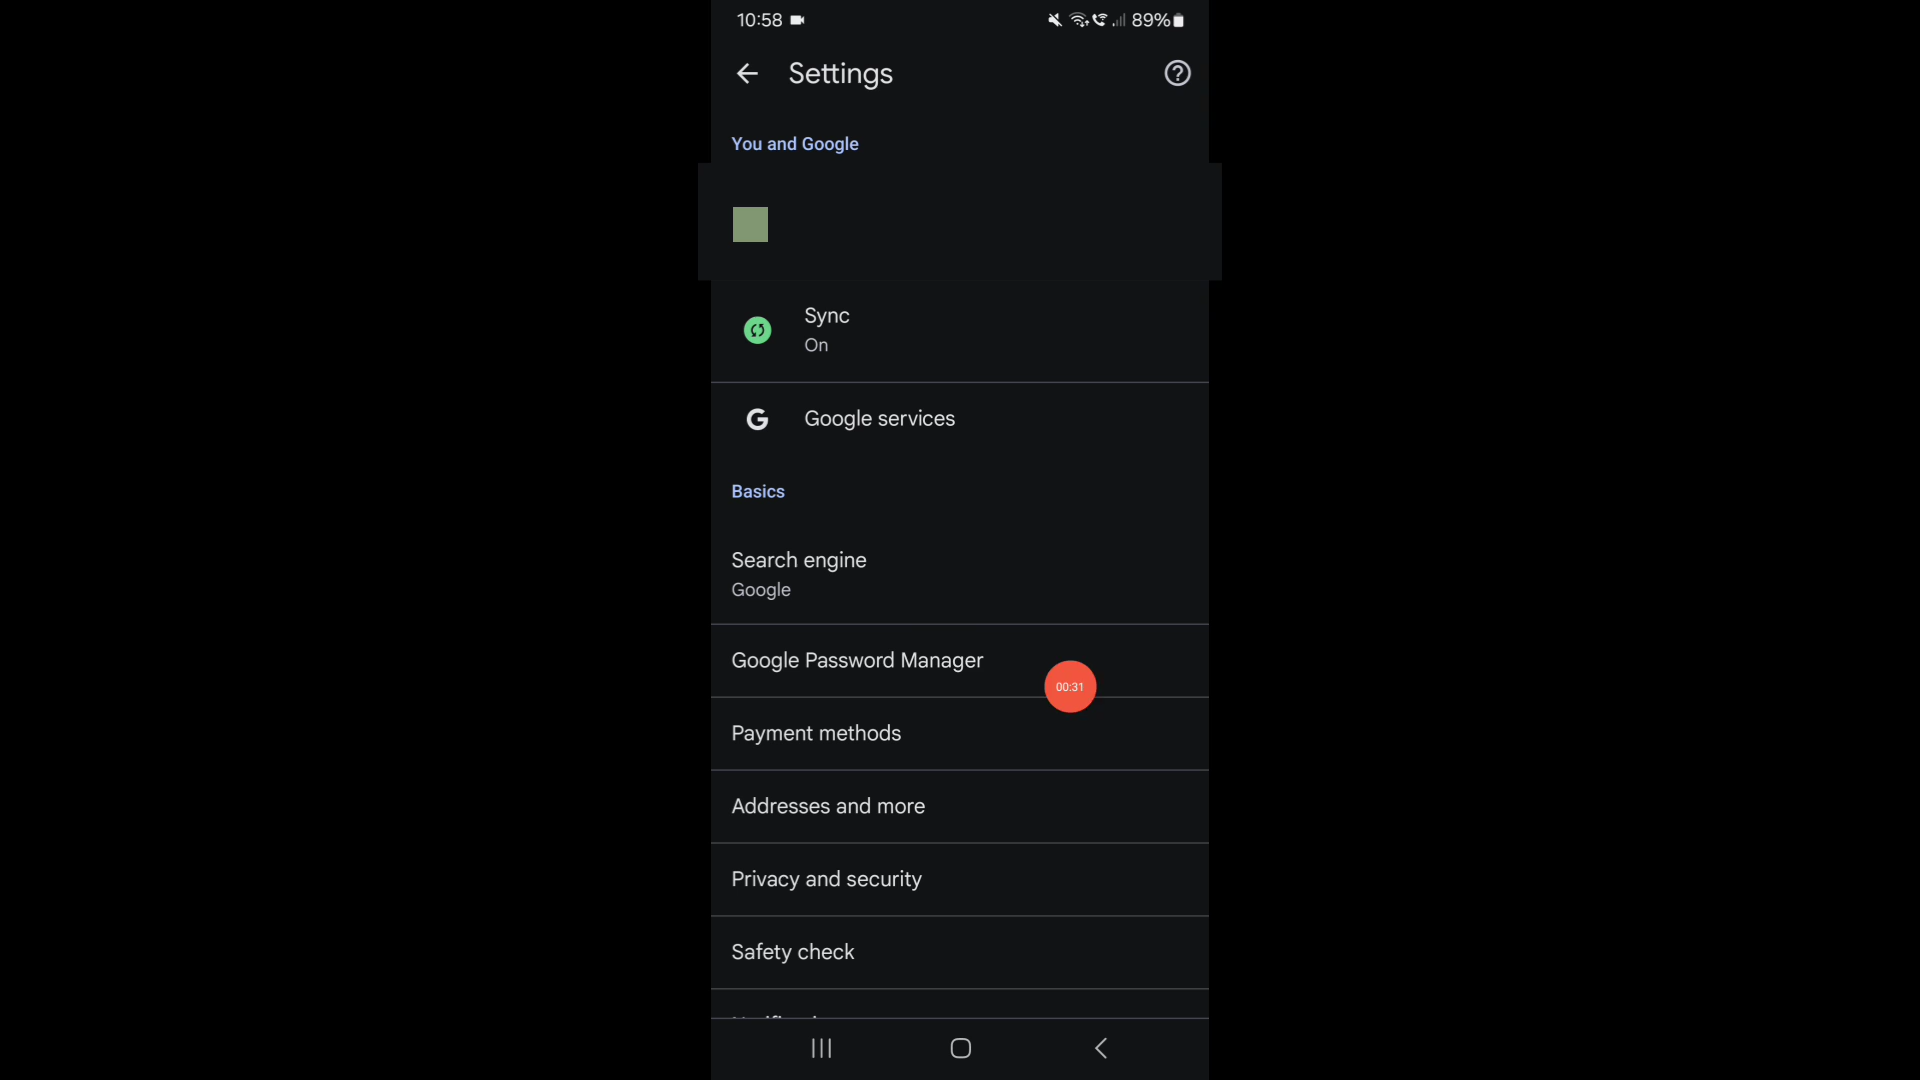 10:58 89%
Settings
You and Google
Sync
On
Google services
Basics
Search engine
Google
Google Password Manager
00:31
Payment methods
Addresses and more
Privacy and security
Safety check